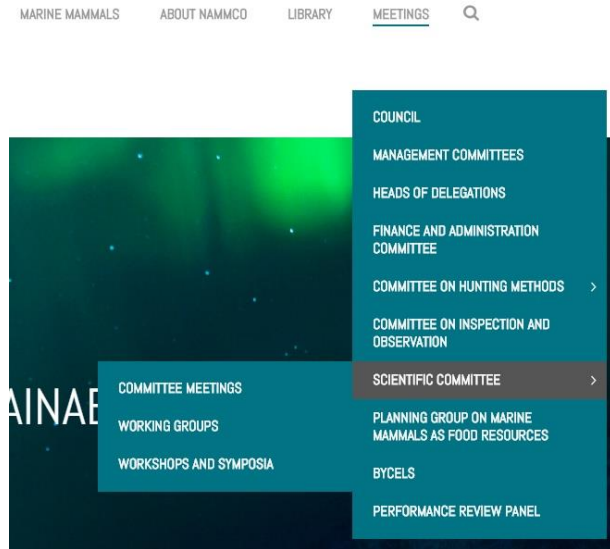 MARINE MAMMALS ABOUT NAMMCO LIBRARY MEETINGS
COUNCIL
MANAGEMENT COMMITTEES
HEADS OF DELEGATIONS
FINANCE AND ADMINISTRATION
COMMITTEE
COMMITTEE ON HUNTING METHODS
COMMITTEE ON INSPECTION AND
OBSERVATION
SCIENTIFIC COMMITTEE
PLANNING GROUP ON MARINE
MAMMALS AS FOOD RESOURCES
BYCELS
PERFORMANCE REVIEW PANEL
COMMITTEE MEETINGS
WORKING GROUPS
WORKSHOPS AND SYMPOSIA